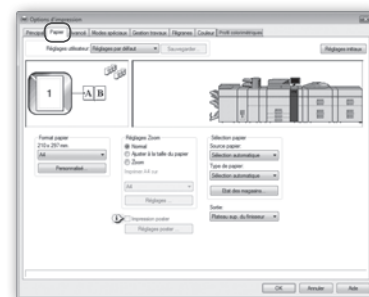 Options d'impression
Principal Papier Avancé Modes spéciaux Gestion travaux Filigranes Couleur Profil colorimétriques
Réglages utilisateur: Réglages par défaut Sauvegarder... Réglages initiaux
1 A B
Format papier
210 x 297 mm
A4
Personnalisé...
Réglages Zoom
Normal
Ajuster à la taille du papier
Zoom
Imprimer A4 sur
A4
Réglages ...
Impression poster
Réglages poster ...
Sélection papier
Source papier:
Sélection automatique
Type de papier:
Sélection automatique
Etat des magasins...
Sortie
Plateau sup. du finisseur
OK Annuler Aide